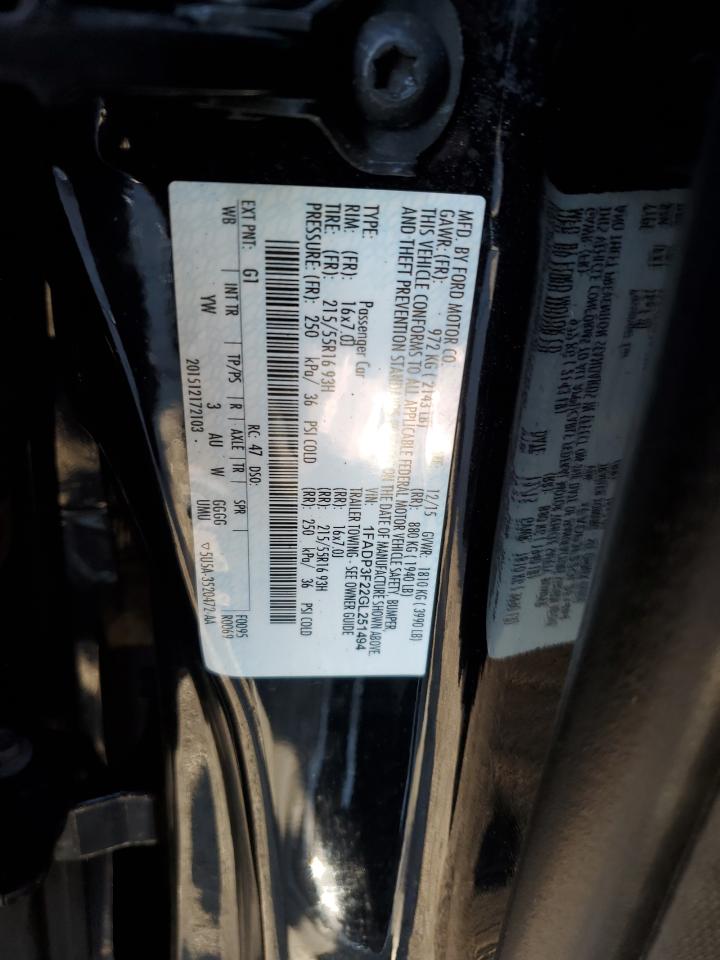 MFD. BY FORD MOTOR CO.
12/15 GVWR: 1810 KG ( 3990 LB)
GAWR: (FR): 972 KG ( 2143 LB) (RR): 880 KG ( 1940 LB)
THIS VEHICLE CONFORMS TO ALL APPLICABLE FEDERAL MOTOR VEHICLE SAFETY, BUMPER,
AND THEFT PREVENTION STANDARDS ON THE DATE OF MANUFACTURE SHOWN ABOVE.
VIN: 1FADP3F22GL251494
TYPE: Passenger Car TRAILER TOWING - SEE OWNER GUIDE
RIM: (FR): 16x7.0J (RR): 16x7.0J
TIRE: (FR): 215/55R16 93H (RR): 215/55R16 93H
PRESSURE: (FR): 250 kPa/ 36 PSI COLD (RR): 250 kPa/ 36 PSI COLD
EXT PNT: G1 RC: 47 DSO: F0095
WB INT TR TP/PS R AXLE TR SPR R0069
YW 3 AU W GGGG UMU
201512172103 ▽5U5A-3520472-AA